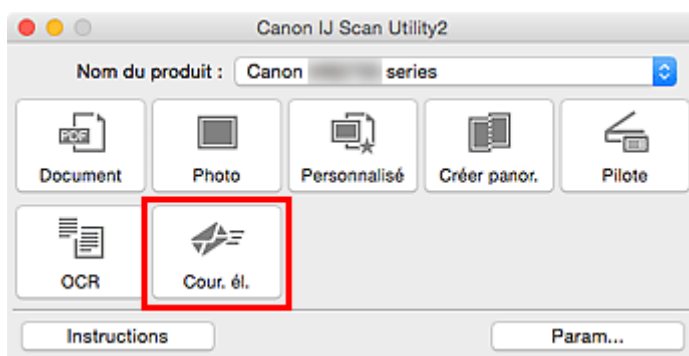 Canon IJ Scan Utility2
Nom du produit : Canon series
PDF
Document Photo Personnalisé Créer panor. Pilote
OCR Cour. él.
Instructions Param...